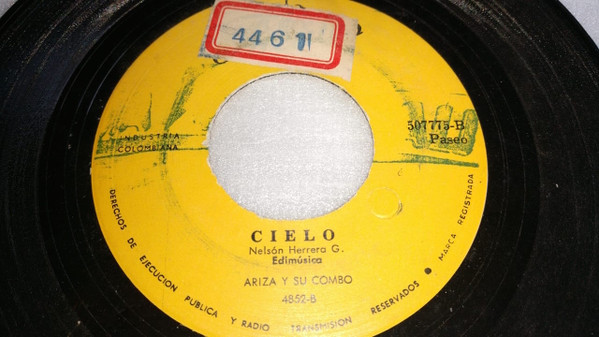 4461
507775-B
Paseo
INDUSTRIA
COLOMBIANA
CIELO
Nelsón Herrera G.
Edimúsica
ARIZA Y SU COMBO
4852-B
DERECHOS DE EJECUCION PUBLICA Y RADIO TRANSMISION RESERVADOS ● MARCA REGISTRADA